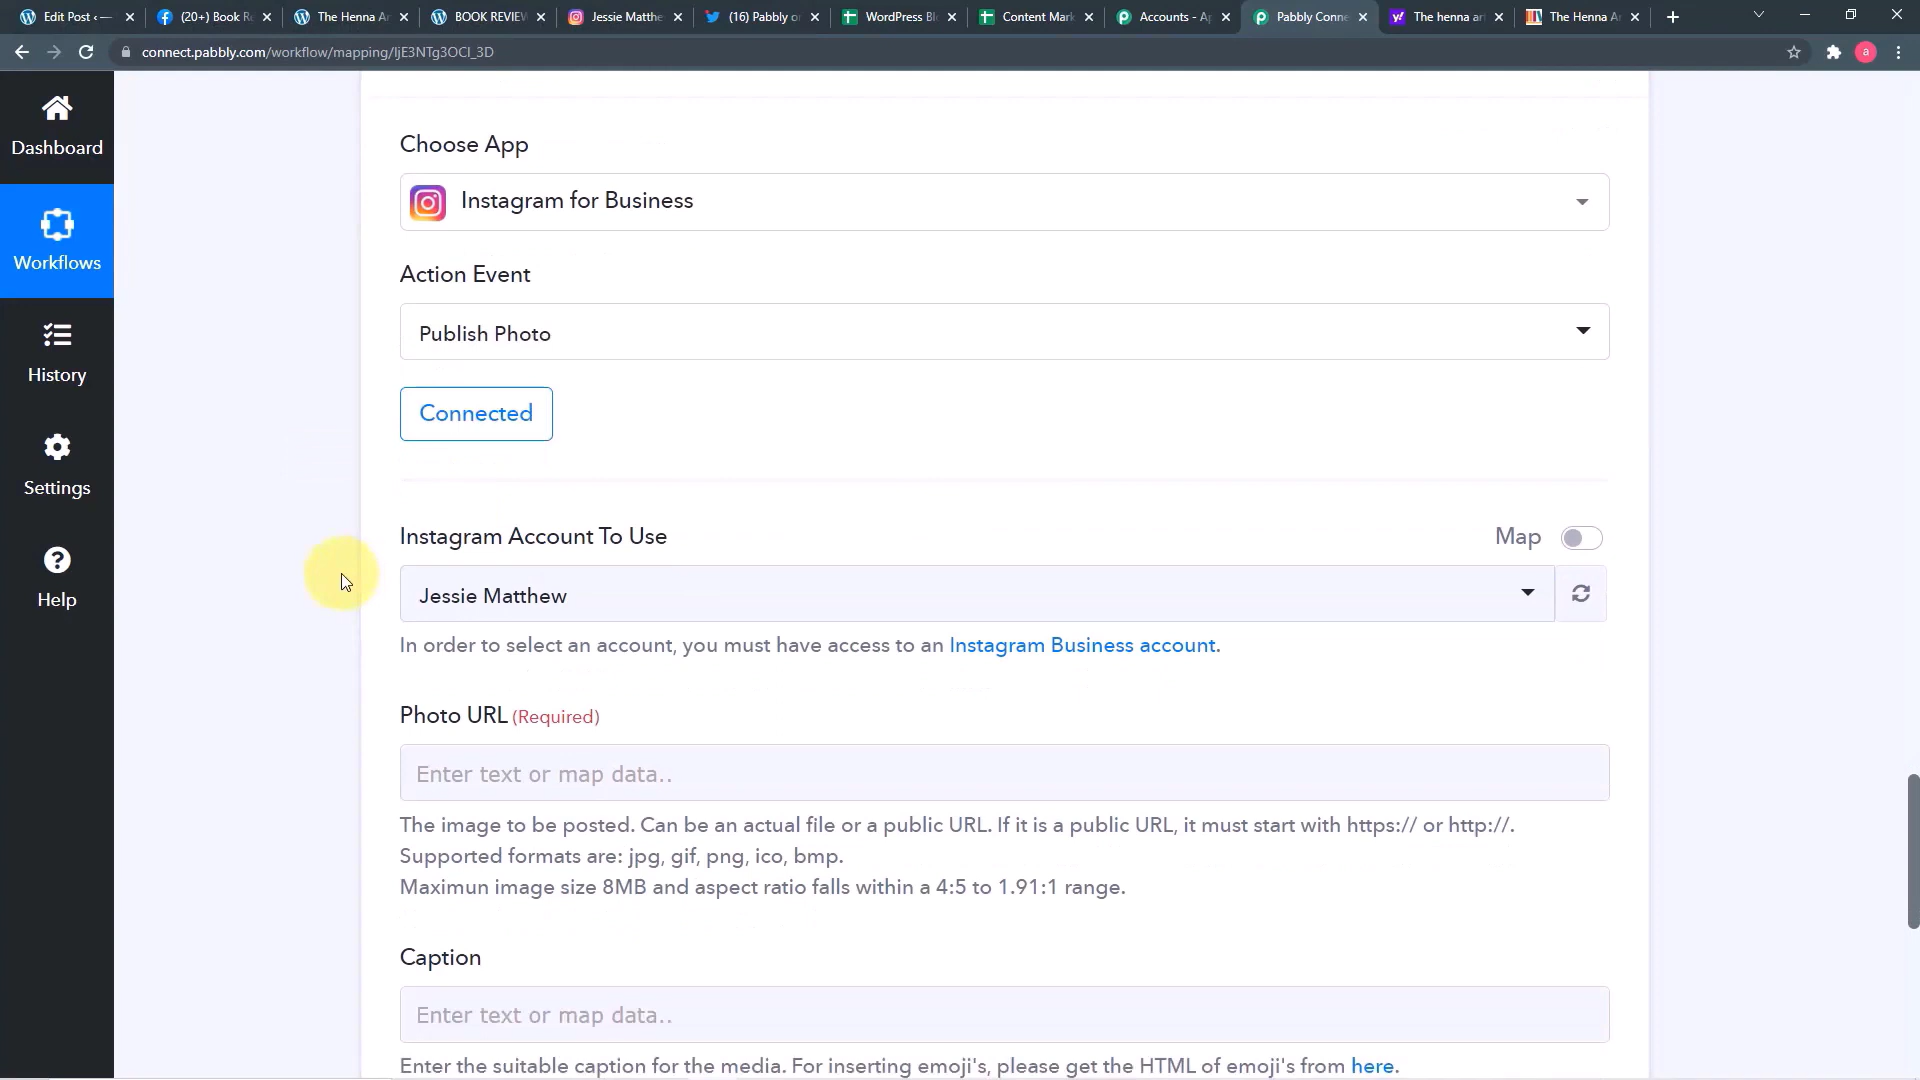 Edit Post ‹ —
(20+) Book R
The Henna Ar
BOOK REVIEW
Jessie Matthe
(16) Pabbly o
WordPress Bl
Content Mark
Accounts - Ap
Pabbly Conne
The henna ar
The Henna Ar
connect.pabbly.com/workflow/mapping/IjE3NTg3OCI_3D
a
Dashboard
Workflows
History
Settings
Help
Choose App
Instagram for Business
Action Event
Publish Photo
Connected
Instagram Account To Use
Map
Jessie Matthew
In order to select an account, you must have access to an Instagram Business account.
Photo URL (Required)
Enter text or map data..
The image to be posted. Can be an actual file or a public URL. If it is a public URL, it must start with https:// or http://.
Supported formats are: jpg, gif, png, ico, bmp.
Maximun image size 8MB and aspect ratio falls within a 4:5 to 1.91:1 range.
Caption
Enter text or map data..
Enter the suitable caption for the media. For inserting emoji's, please get the HTML of emoji's from here.